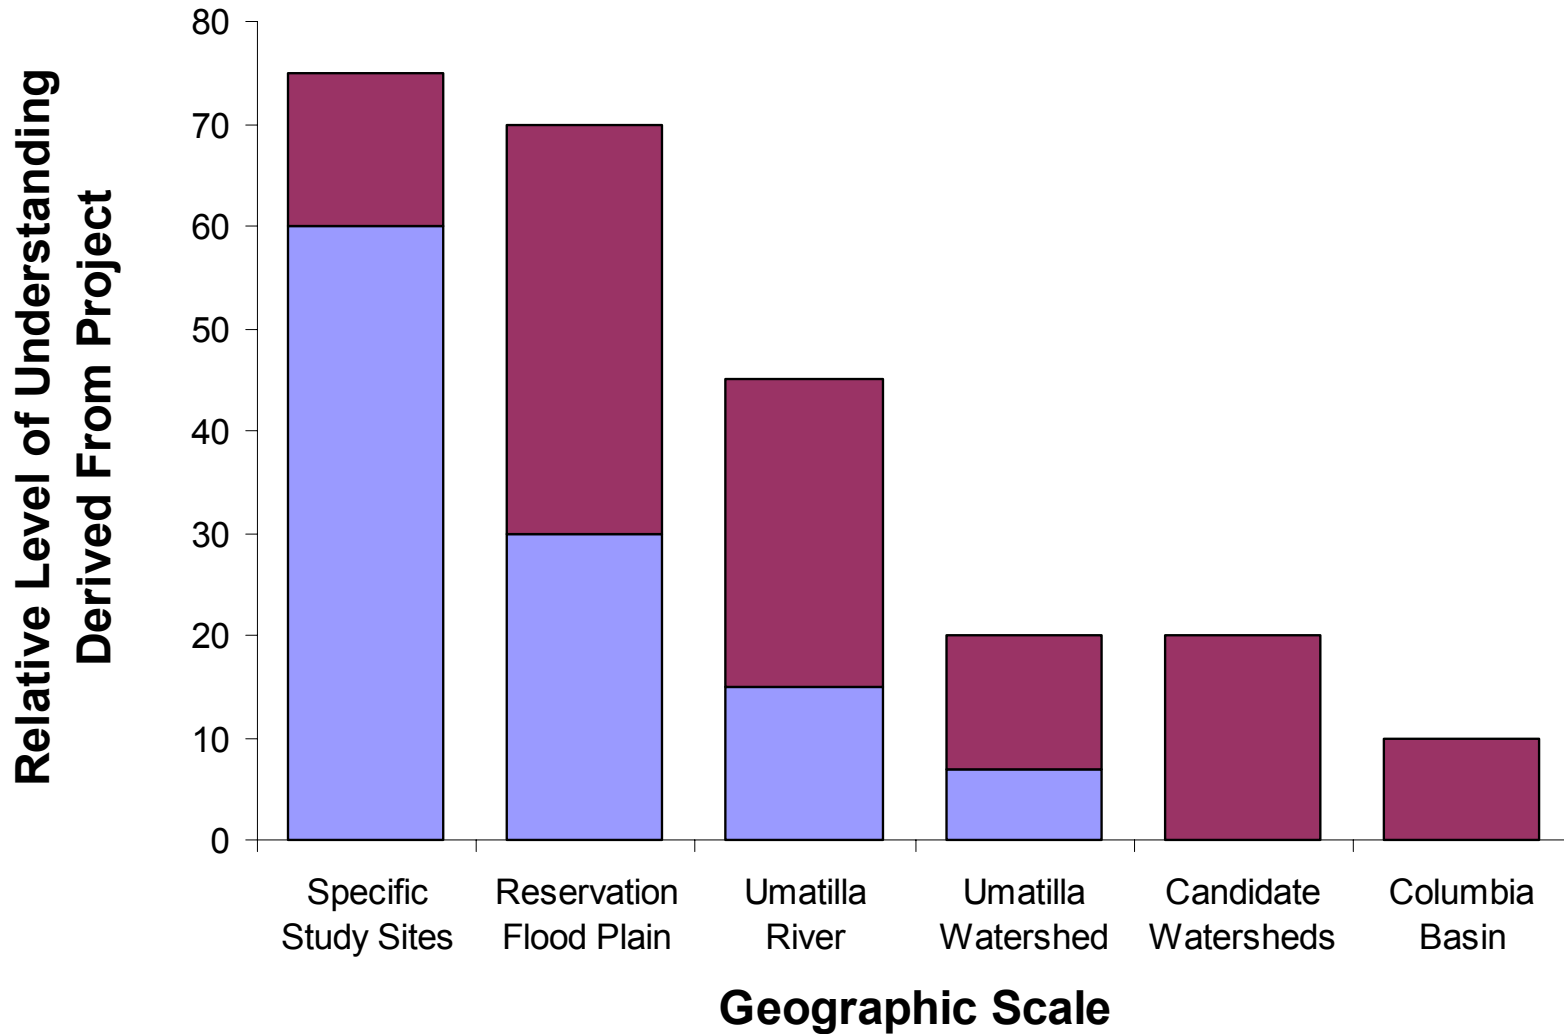 Relative Level of Understanding
Derived From Project
80
70
60
50
40
30
20
10
0
Specific
Study Sites
Reservation
Flood Plain
Umatilla
River
Umatilla
Watershed
Candidate
Watersheds
Columbia
Basin
Geographic Scale